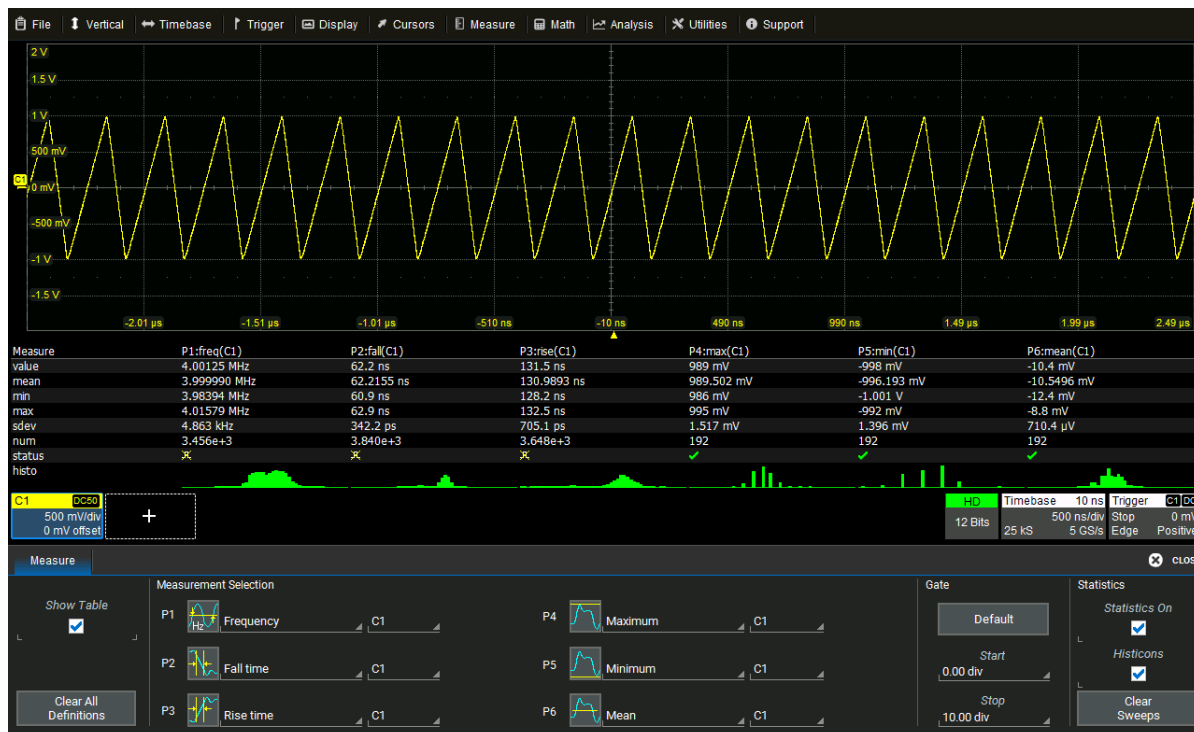 File Vertical Timebase Trigger Display Cursors Measure Math Analysis Utilities Support
2 V
1.5 V
1 V
500 mV
C1
0 mV
-500 mV
-1 V
-1.5 V
-2.01 µs -1.51 µs -1.01 µs -510 ns -10 ns 490 ns 990 ns 1.49 µs 1.99 µs 2.49 µs
Measure P1:freq(C1) P2:fall(C1) P3:rise(C1) P4:max(C1) P5:min(C1) P6:mean(C1)
value 4.00125 MHz 62.2 ns 131.5 ns 989 mV -998 mV -10.4 mV
mean 3.999990 MHz 62.2155 ns 130.9893 ns 989.502 mV -996.193 mV -10.5496 mV
min 3.98394 MHz 60.9 ns 128.2 ns 986 mV -1.001 V -12.4 mV
max 4.01579 MHz 62.9 ns 132.5 ns 995 mV -992 mV -8.8 mV
sdev 4.863 kHz 342.2 ps 705.1 ps 1.517 mV 1.396 mV 710.4 µV
num 3.456e+3 3.840e+3 3.648e+3 192 192 192
status
histo
C1 DC50 HD Timebase 10 ns Trigger C1 DC
500 mV/div + 12 Bits 500 ns/div Stop 0 mV
0 mV offset 25 kS 5 GS/s Edge Positive
Measure CLOS
Measurement Selection Gate Statistics
Show Table P1 Hz Frequency C1 P4 Maximum C1 Default Statistics On
P2 Fall time C1 P5 Minimum C1 Start Histicons
0.00 div
Clear All Definitions P3 Rise time C1 P6 Mean C1 Stop Clear Sweeps
10.00 div